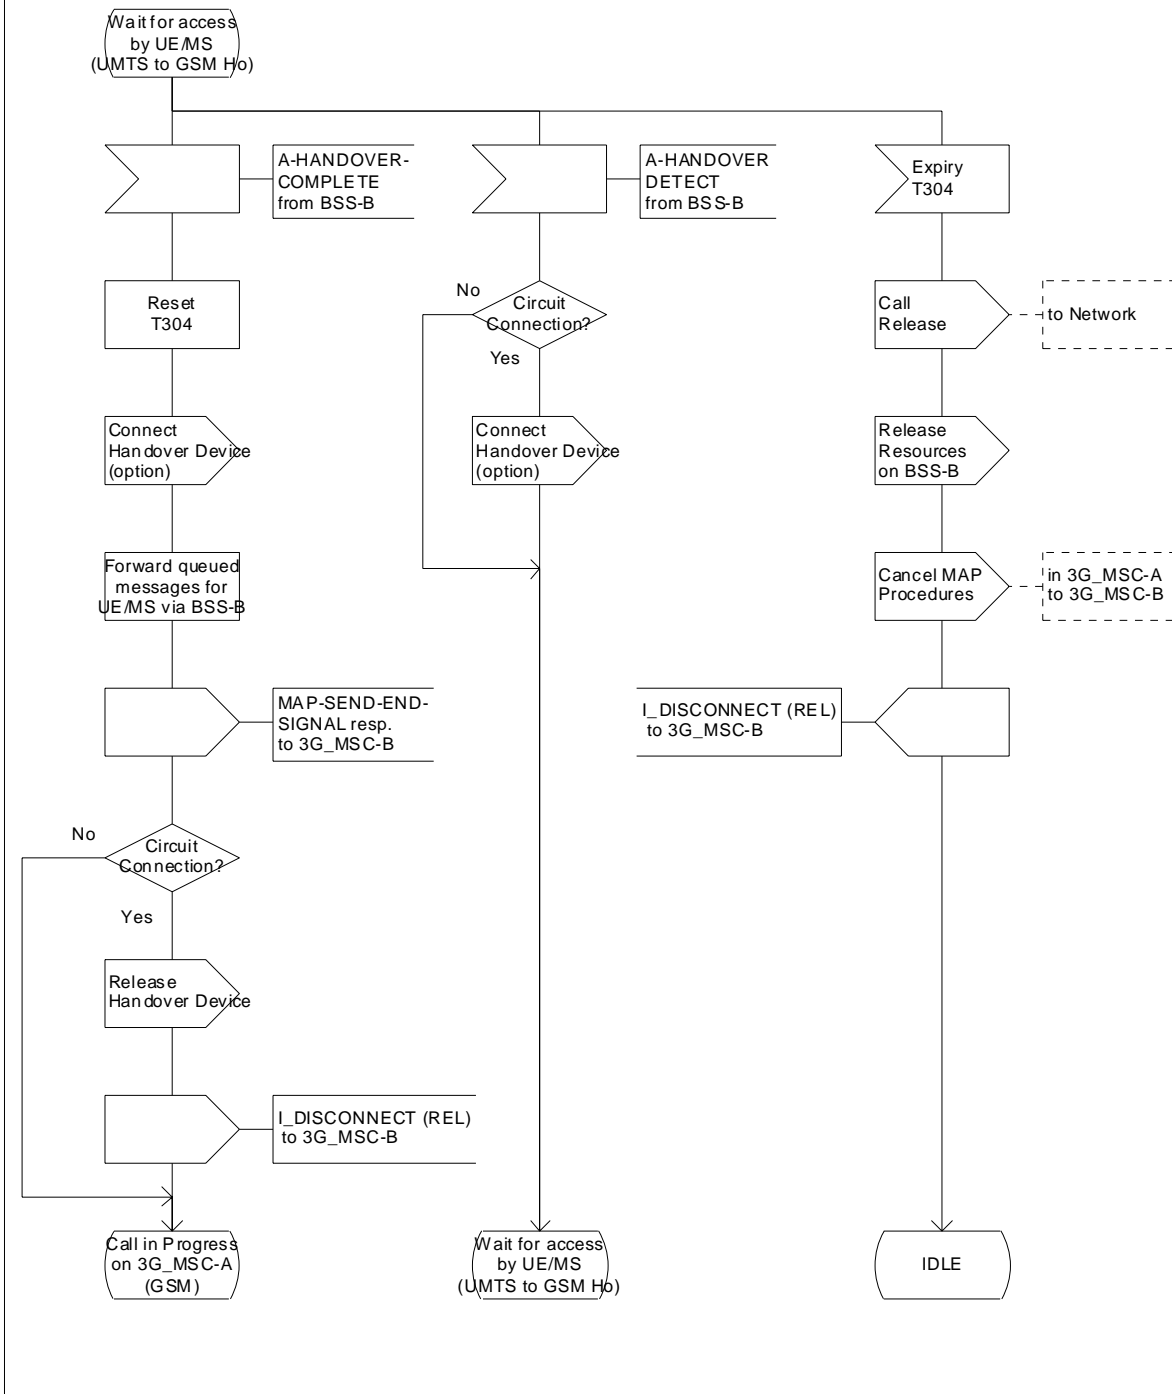 Wait for access
by UE/MS
(UMTS to GSM Ho)
A-HANDOVER-
COMPLETE
from BSS-B
A-HANDOVER
DETECT
from BSS-B
Expiry
T304
Reset
T304
No
Circuit
Connection?
Yes
Call
Release
to Network
Connect
Handover Device
(option)
Connect
Handover Device
(option)
Release
Resources
on BSS-B
Forward queued
messages for
UE/MS via BSS-B
Cancel MAP
Procedures
in 3G_MSC-A
to 3G_MSC-B
MAP-SEND-END-
SIGNAL resp.
to 3G_MSC-B
I_DISCONNECT (REL)
to 3G_MSC-B
No
Circuit
Connection?
Yes
Release
Handover Device
I_DISCONNECT (REL)
to 3G_MSC-B
Call in Progress
on 3G_MSC-A
(GSM)
Wait for access
by UE/MS
(UMTS to GSM Ho)
IDLE